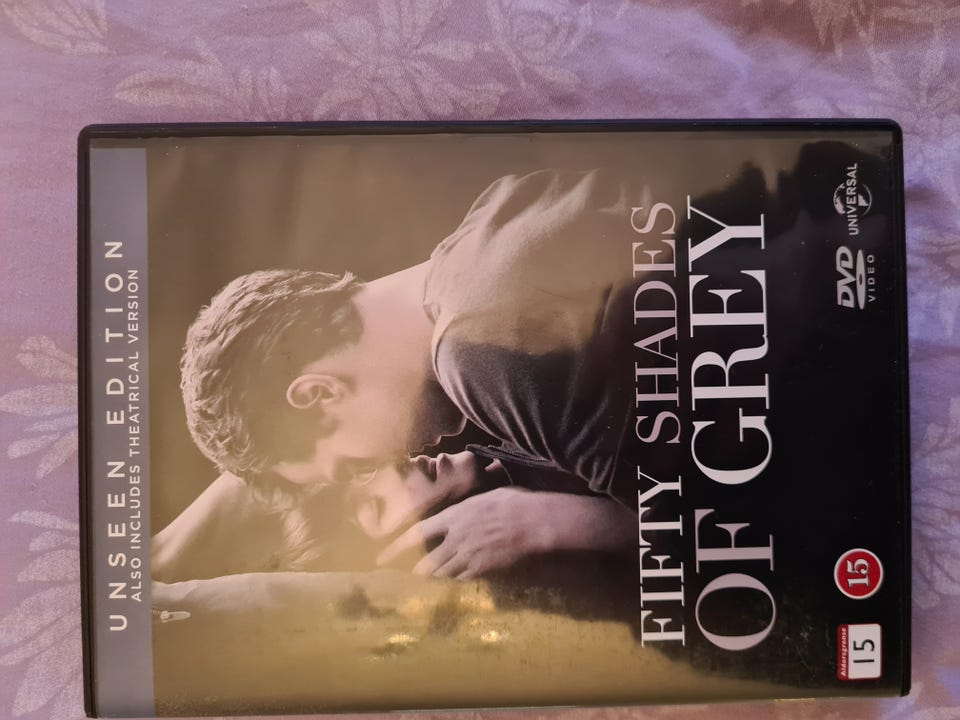 UNSEEN EDITION
ALSO INCLUDES THEATRICAL VERSION
FIFTY SHADES
OF GREY
Aldersgrense
15
15
DVD
VIDEO
UNIVERSAL